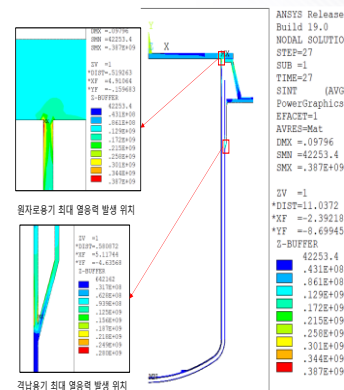 DMX =.09796
SMN =42253.4
SMX =.387E+09
ZV =1
*DIST=.519263
*XF =4.91064
*YF =-.159683
Z-BUFFER
42253.4
.431E+08
.861E+08
.129E+09
.172E+09
.215E+09
.258E+09
.301E+09
.344E+09
.387E+09
원자로용기 최대 열응력 발생 위치
ZV =1
*DIST=.580872
*XF =5.11766
*YF =-4.63568
Z-BUFFER
442162
.317E+08
.628E+08
.939E+08
.125E+09
.156E+09
.187E+09
.218E+09
.249E+09
.280E+09
격납용기 최대 열응력 발생 위치
Y
X
MX
ANSYS Release
Build 19.0
NODAL SOLUTIO
STEP=27
SUB =1
TIME=27
SINT (AVG
PowerGraphics
EFACET=1
AVRES=Mat
DMX =.09796
SMN =42253.4
SMX =.387E+09
ZV =1
*DIST=11.0372
*XF =-2.39218
*YF =-8.69945
Z-BUFFER
42253.4
.431E+08
.861E+08
.129E+09
.172E+09
.215E+09
.258E+09
.301E+09
.344E+09
.387E+09